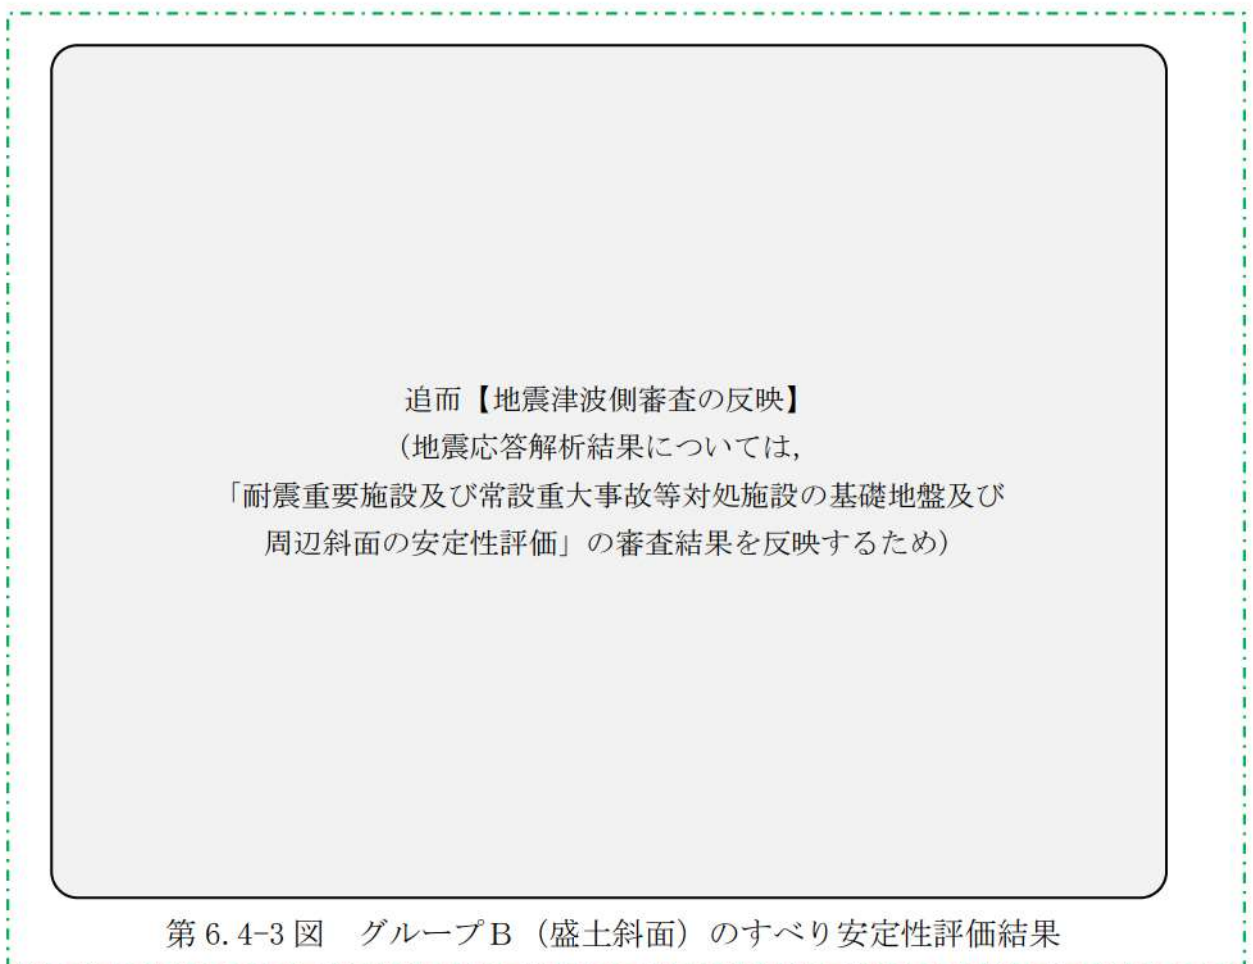 追而【地震津波側審査の反映】
（地震応答解析結果については,
「耐震重要施設及び常設重大事故等対処施設の基礎地盤及び
周辺斜面の安定性評価」の審査結果を反映するため）
第 6.4-3 図　グループＢ（盛土斜面）のすべり安定性評価結果